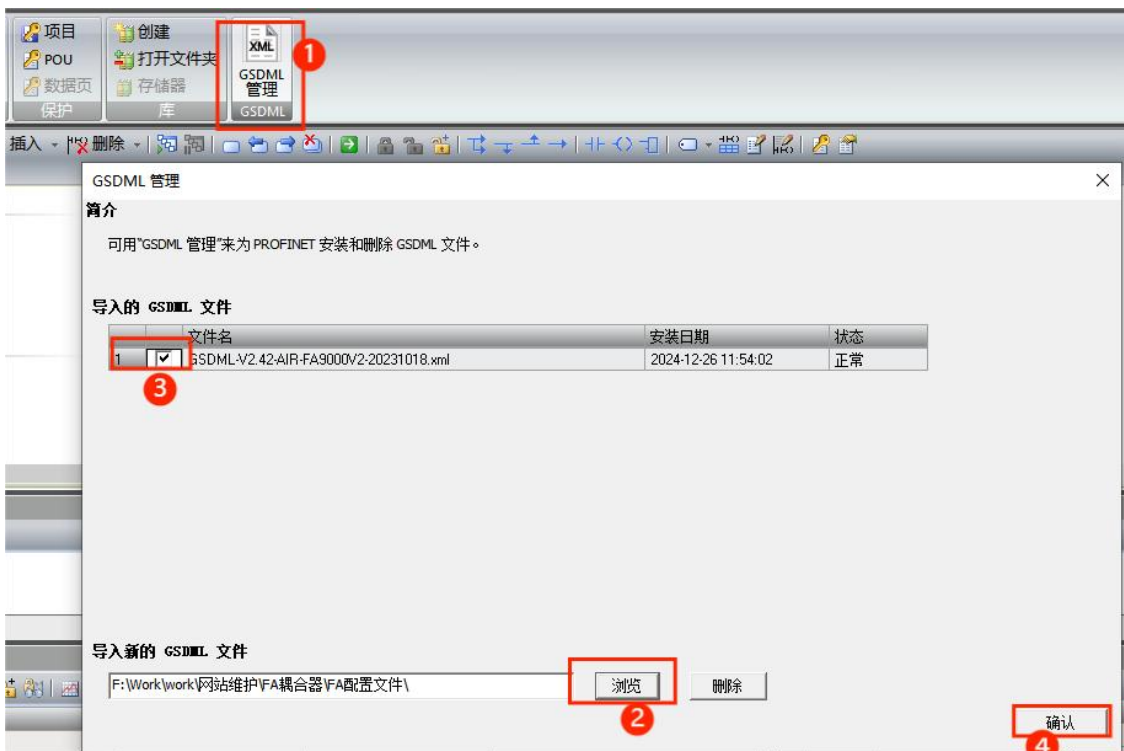 项目 创建 XML
POU 打开文件夹 GSDML
数据页 存储器 管理
保护 库 GSDML
1
插入 删除
GSDML 管理
简介
可用"GSDML 管理"来为 PROFINET 安装和删除 GSDML 文件。
导入的 GSDML 文件
文件名 安装日期 状态
1 GSDML-V2.42-AIR-FA9000V2-20231018.xml 2024-12-26 11:54:02 正常
3
导入新的 GSDML 文件
F:\Work\work\网站维护\FA耦合器\FA配置文件\ 浏览 删除
2
确认
4